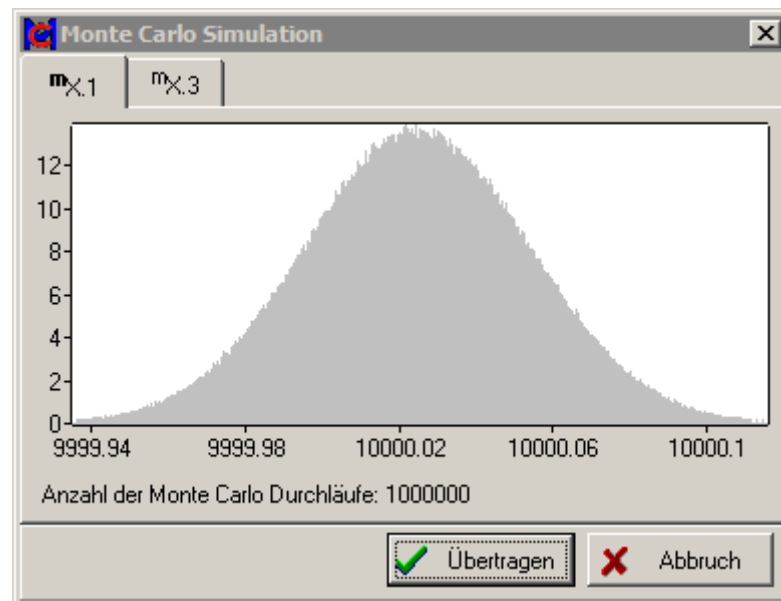 Monte Carlo Simulation
mX.1 mX.3
12
10
8
6
4
2
0
9999.94 9999.98 10000.02 10000.06 10000.1
Anzahl der Monte Carlo Durchläufe: 1000000
Übertragen Abbruch